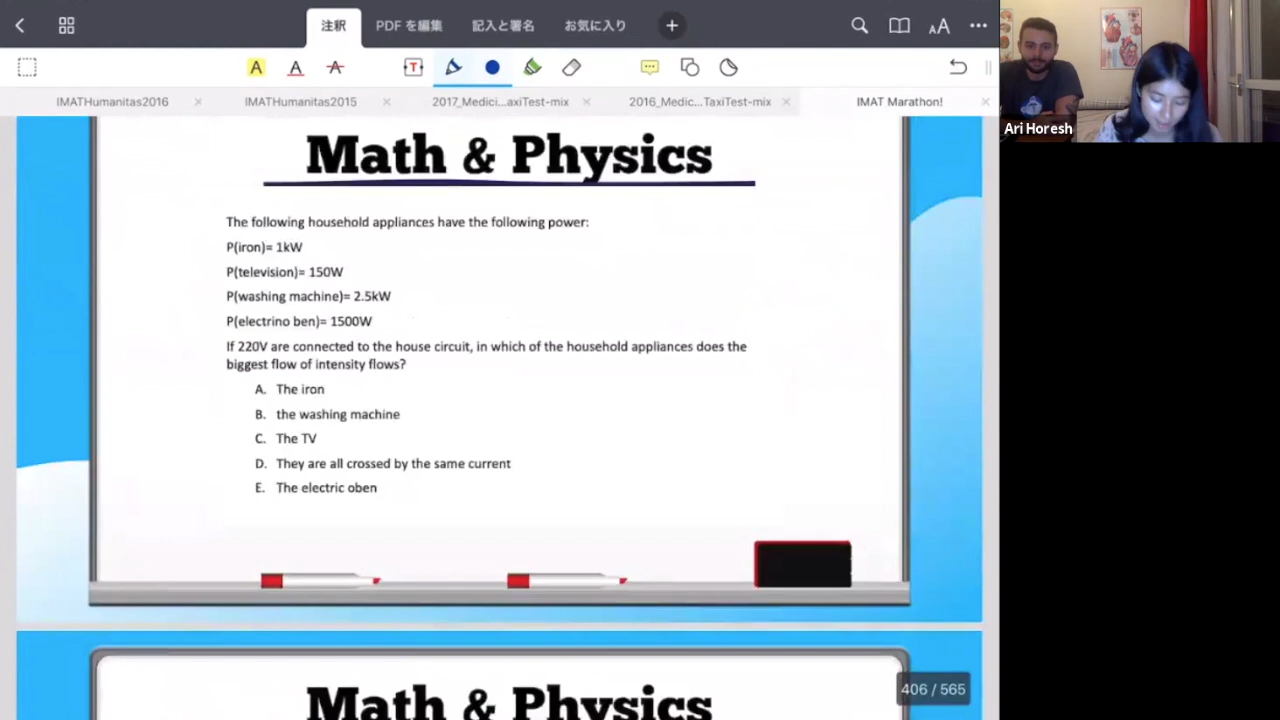 注釈
PDF を編集
記入と署名
お気に入り
IMATHumanitas2016
IMATHumanitas2015
2017_Medici...axiTest-mix
2016_Medic...TaxiTest-mix
IMAT Marathon!
Ari Horesh
Math & Physics
The following household appliances have the following power:
P(iron)= 1kW
P(television)= 150W
P(washing machine)= 2.5kW
P(electrino ben)= 1500W
If 220V are connected to the house circuit, in which of the household appliances does the
biggest flow of intensity flows?
A. The iron
B. the washing machine
C. The TV
D. They are all crossed by the same current
E. The electric oben
406 / 565
Math & Physics